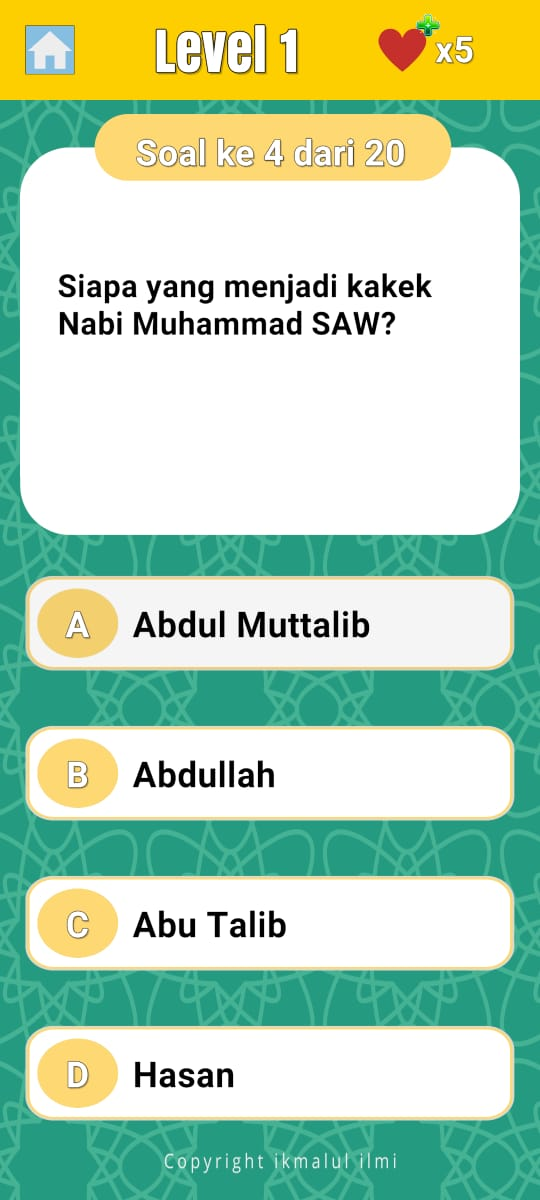 Level 1
x5
Soal ke 4 dari 20
Siapa yang menjadi kakek
Nabi Muhammad SAW?
A Abdul Muttalib
B Abdullah
C Abu Talib
D Hasan
Copyright ikmalul ilmi